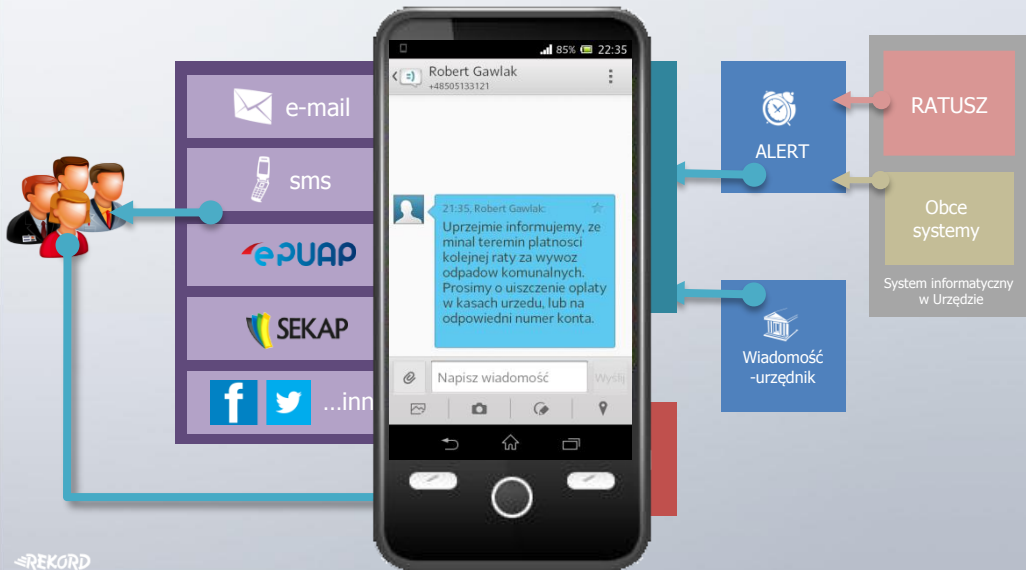 85% 22:35
Robert Gawlak
+48505133121
e-mail
sms
ePUAP
SEKAP
...inn
21:35, Robert Gawlak:
Uprzejmie informujemy, ze
minal teremin platnosci
kolejnej raty za wywoz
odpadow komunalnych.
Prosimy o uiszczenie oplaty
w kasach urzedu, lub na
odpowiedni numer konta.
Napisz wiadomość
Wyślij
ALERT
Wiadomość
-urzędnik
RATUSZ
Obce
systemy
System informatyczny
w Urzędzie
REKORD